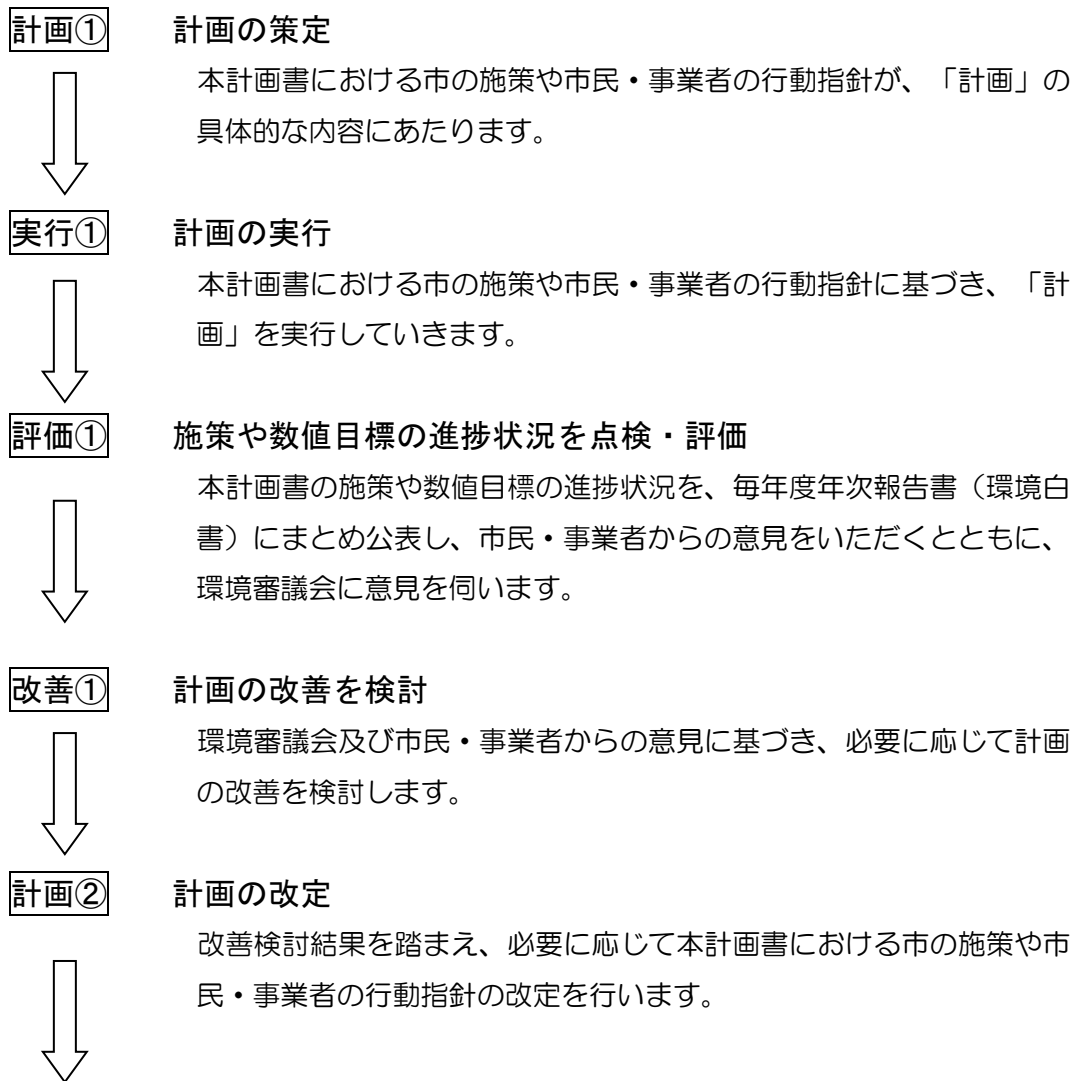 計画① 計画の策定
本計画書における市の施策や市民・事業者の行動指針が、「計画」の
具体的な内容にあたります。
実行① 計画の実行
本計画書における市の施策や市民・事業者の行動指針に基づき、「計
画」を実行していきます。
評価① 施策や数値目標の進捗状況を点検・評価
本計画書の施策や数値目標の進捗状況を、毎年度年次報告書（環境白
書）にまとめ公表し、市民・事業者からの意見をいただくとともに、
環境審議会に意見を伺います。
改善① 計画の改善を検討
環境審議会及び市民・事業者からの意見に基づき、必要に応じて計画
の改善を検討します。
計画② 計画の改定
改善検討結果を踏まえ、必要に応じて本計画書における市の施策や市
民・事業者の行動指針の改定を行います。